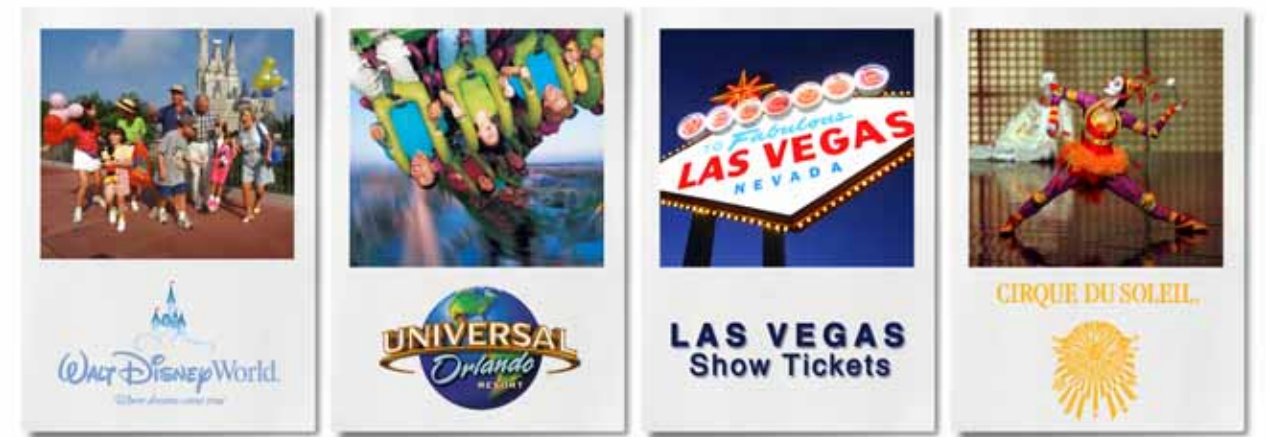 WALT DISNEY World.
Where dreams come true
UNIVERSAL
Orlando
RESORT
WELCOME
TO Fabulous
LAS VEGAS
NEVADA
LAS VEGAS
Show Tickets
CIRQUE DU SOLEIL